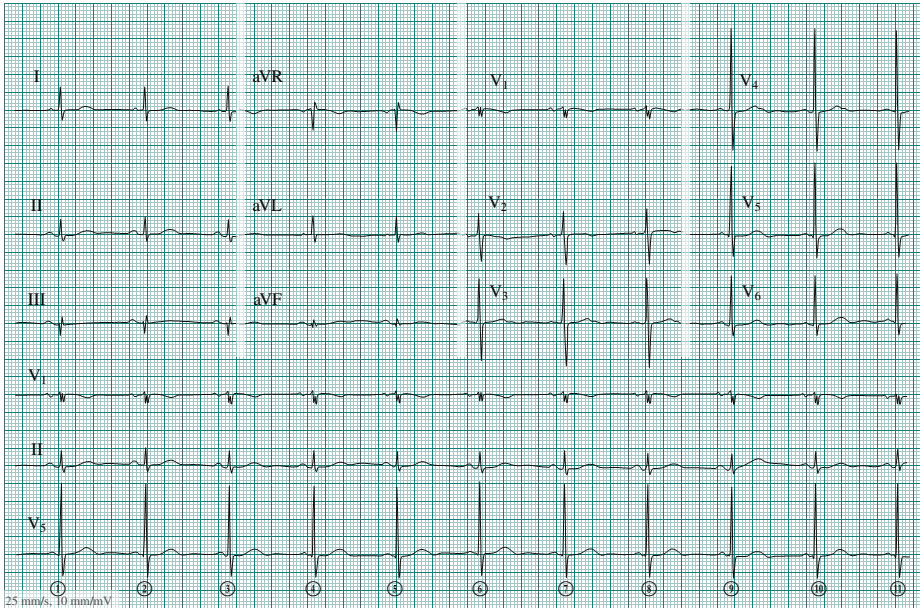 I aVR V₁ V₄
II aVL V₂ V₅
III aVF V₃ V₆
V₁
II
V₅
1 2 3 4 5 6 7 8 9 10 11
25 mm/s, 10 mm/mV